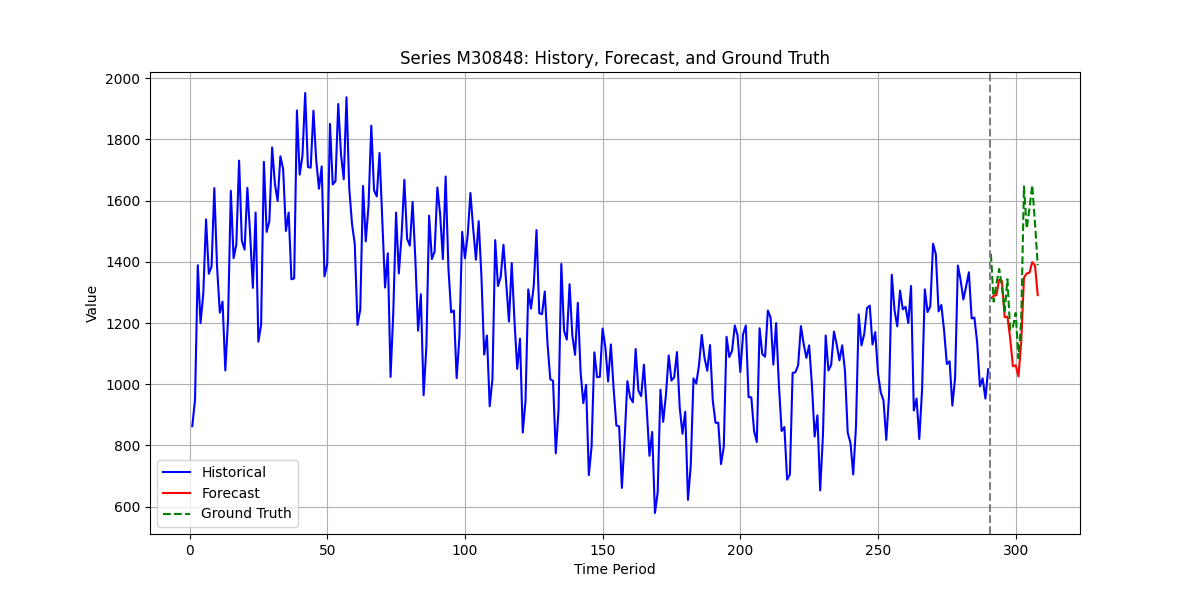 Series M30848: History, Forecast, and Ground Truth
Value
2000
1800
1600
1400
1200
1000
800
600
Historical
Forecast
Ground Truth
0 50 100 150 200 250 300
Time Period